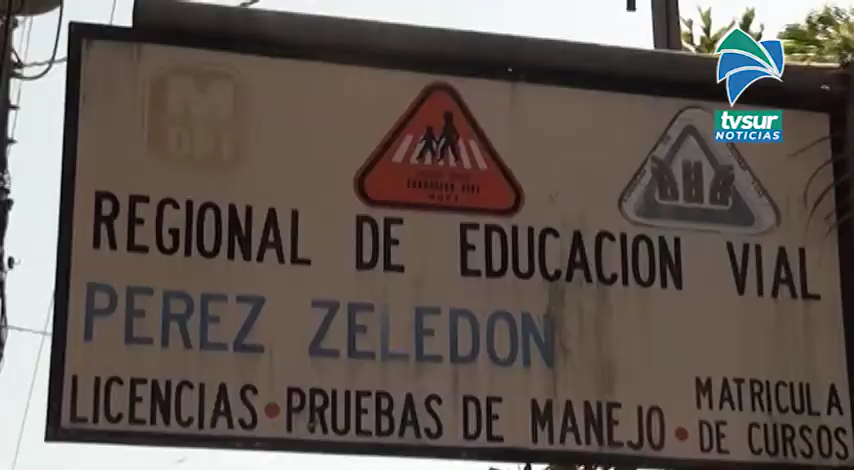 tvsur
NOTICIAS
REGIONAL DE EDUCACION VIAL
PEREZ ZELEDON
LICENCIAS • PRUEBAS DE MANEJO • MATRICULA DE CURSOS